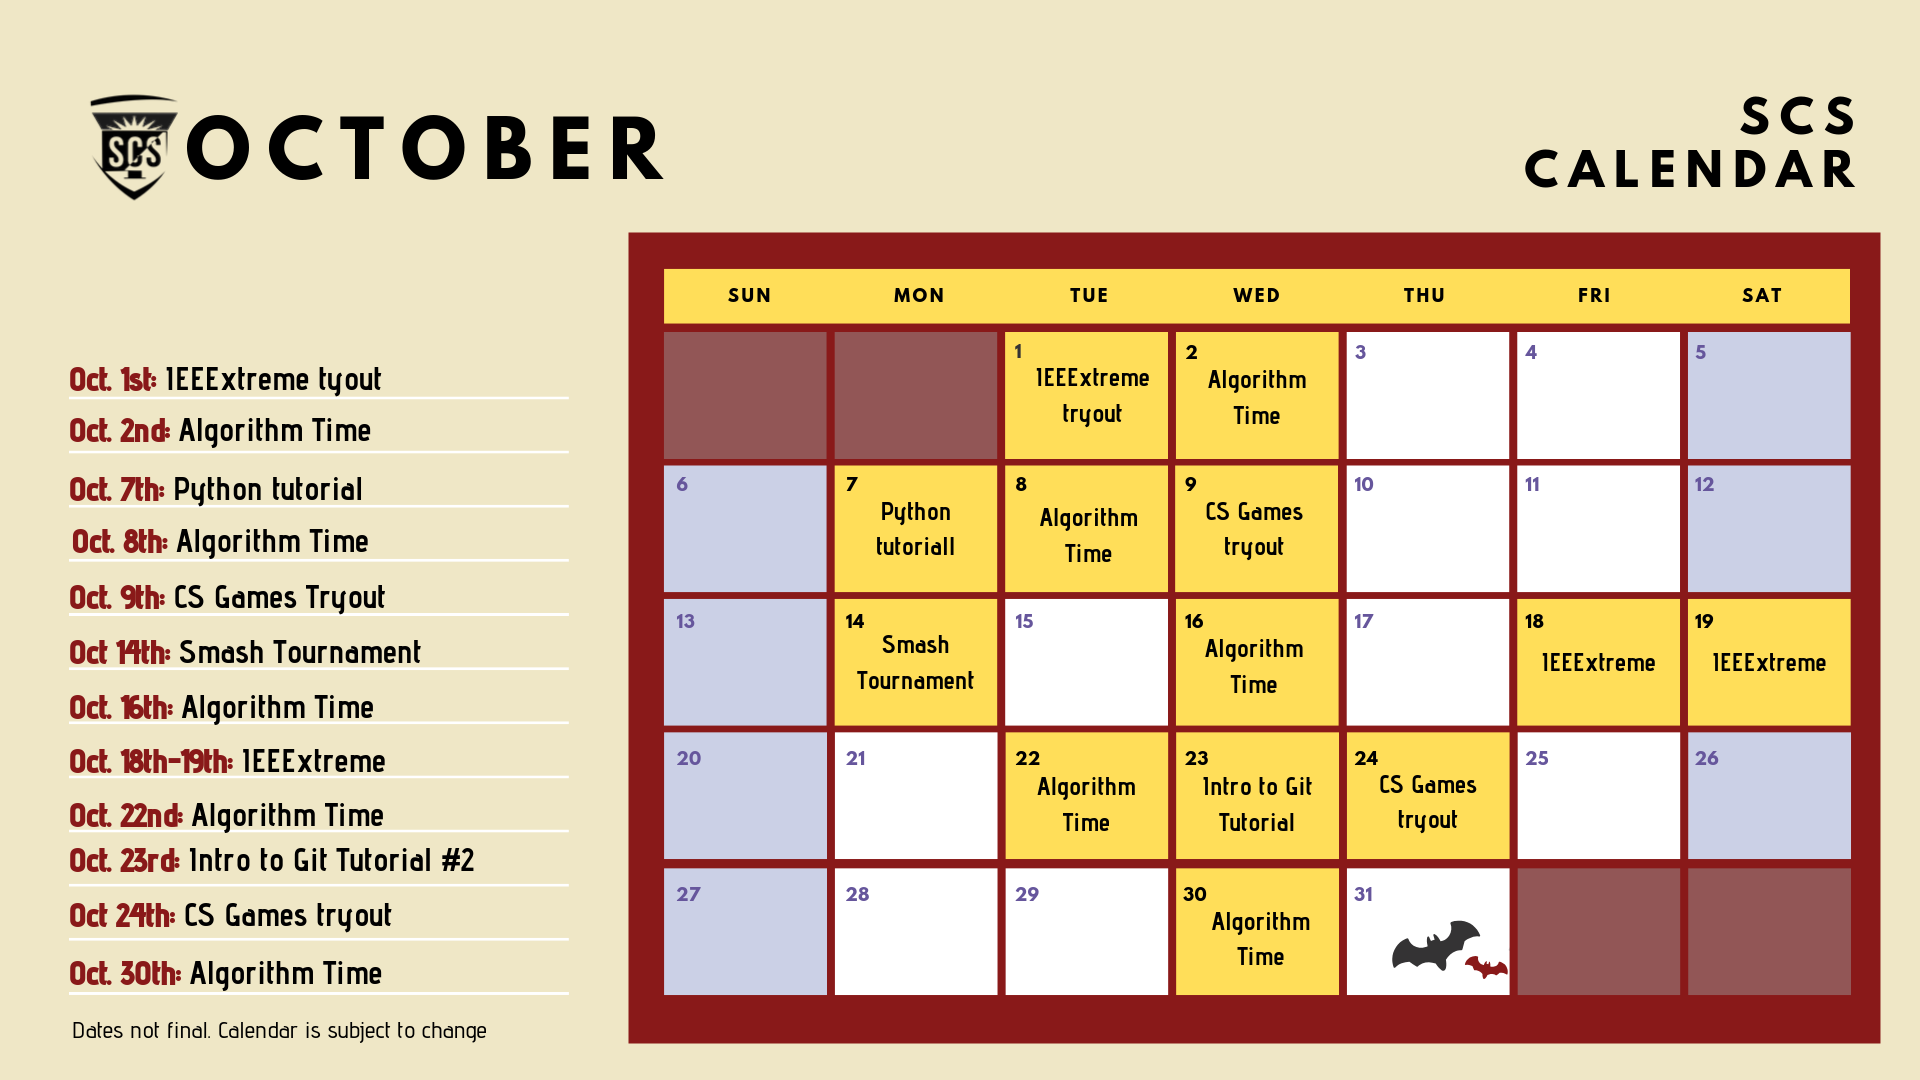 SCS
OCTOBER
SCS
CALENDAR
Oct. 1st: IEEExtreme tyout
Oct. 2nd: Algorithm Time
Oct. 7th: Python tutorial
Oct. 8th: Algorithm Time
Oct. 9th: CS Games Tryout
Oct 14th: Smash Tournament
Oct. 16th: Algorithm Time
Oct. 18th-19th: IEEExtreme
Oct. 22nd: Algorithm Time
Oct. 23rd: Intro to Git Tutorial #2
Oct 24th: CS Games tryout
Oct. 30th: Algorithm Time
Dates not final. Calendar is subject to change
SUN MON TUE WED THU FRI SAT
1
IEEExtreme
tryout
2
Algorithm
Time
3
4
5
6
7
Python
tutoriall
8
Algorithm
Time
9
CS Games
tryout
10
11
12
13
14
Smash
Tournament
15
16
Algorithm
Time
17
18
IEEExtreme
19
IEEExtreme
20
21
22
Algorithm
Time
23
Intro to Git
Tutorial
24
CS Games
tryout
25
26
27
28
29
30
Algorithm
Time
31